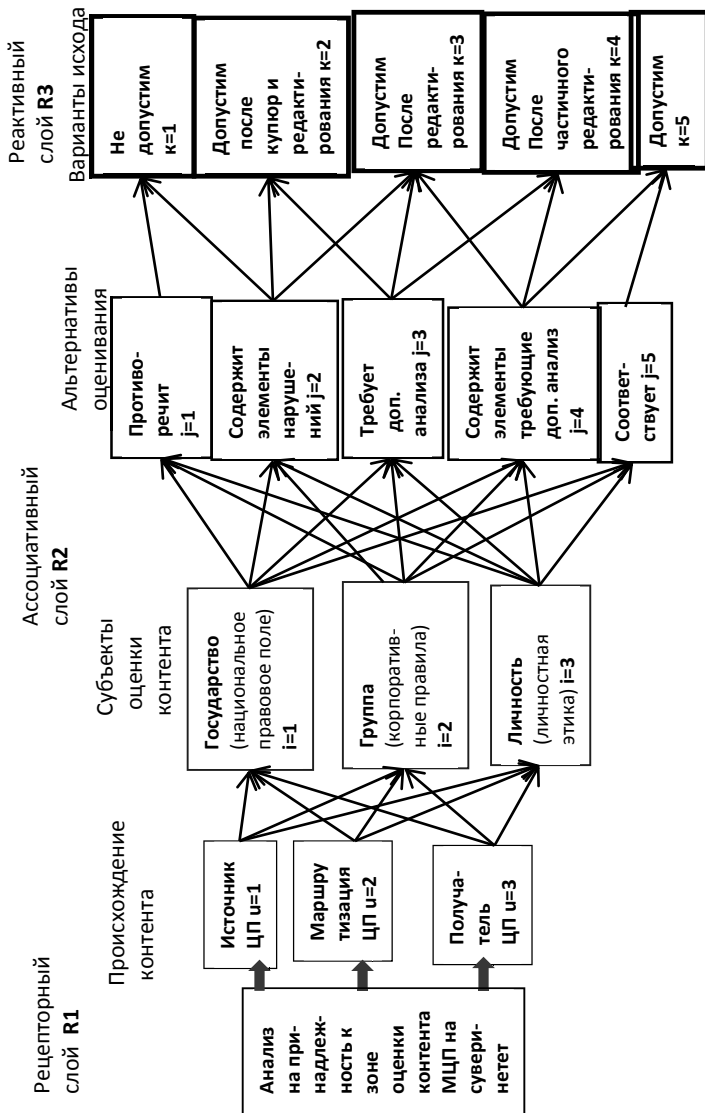 Рецепторный
слой R1
Ассоциативный
слой R2
Реактивный
слой R3
Происхождение
контента
Субъекты
оценки
контента
Альтернативы
оценивания
Варианты исхода
Анализ
на при-
надлеж-
ность к
зоне
оценки
контента
МЦП на
сувери-
нетет
Источник
ЦП u=1
Маршру
тизация
ЦП u=2
Получа-
тель
ЦП u=3
Государство
(национальное
правовое поле)
i=1
Группа
(корпоратив-
ные правила)
i=2
Личность
(личностная
этика) i=3
Противо-
речит
j=1
Содержит
элементы
наруше-
ний j=2
Требует
доп.
анализа j=3
Содержит
элементы
требующие
доп. анализ
j=4
Соответ-
ствует j=5
Не
допустим
к=1
Допустим
после
купюр и
редакти-
рования к=2
Допустим
После
редакти-
рования к=3
Допустим
После
частичного
редакти-
рования к=4
Допустим
к=5